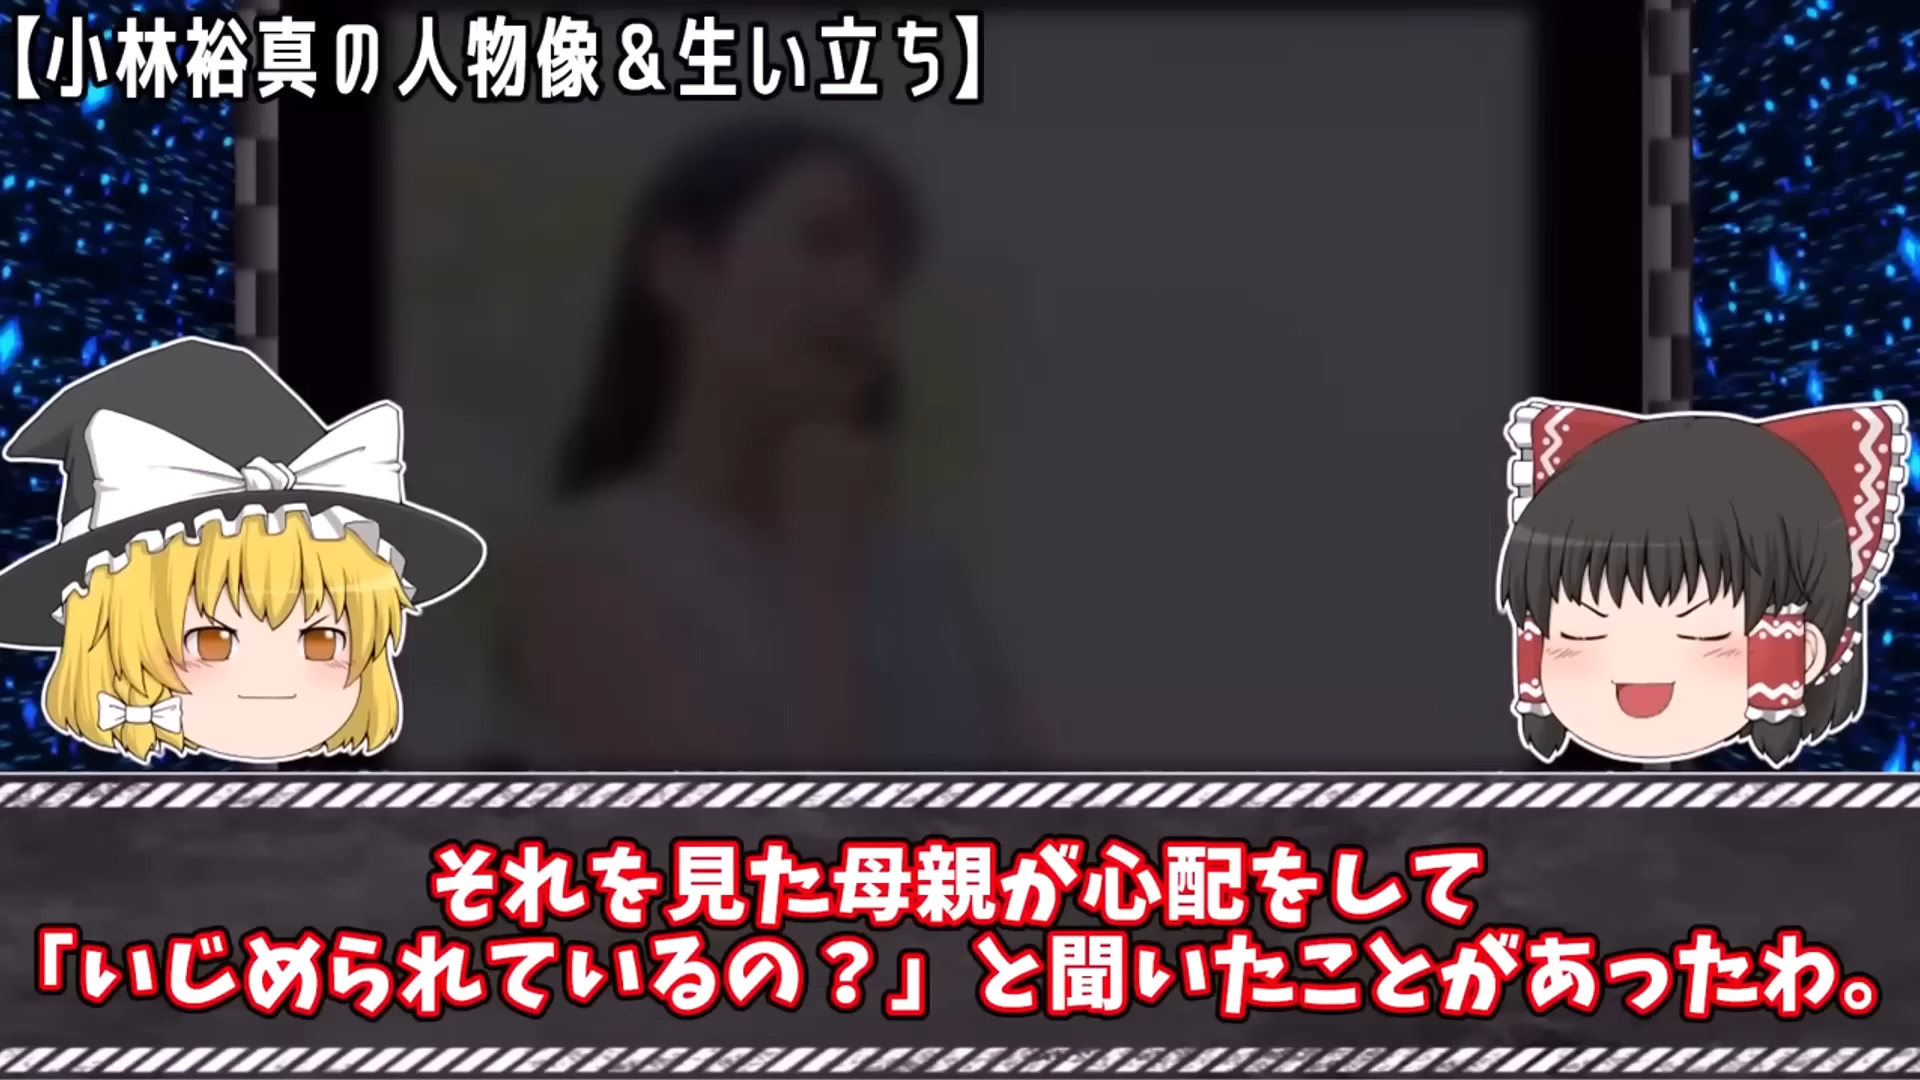 【小林裕真の人物像＆生い立ち】
それを見た母親が心配をして
「いじめられているの？」と聞いたことがあったわ。